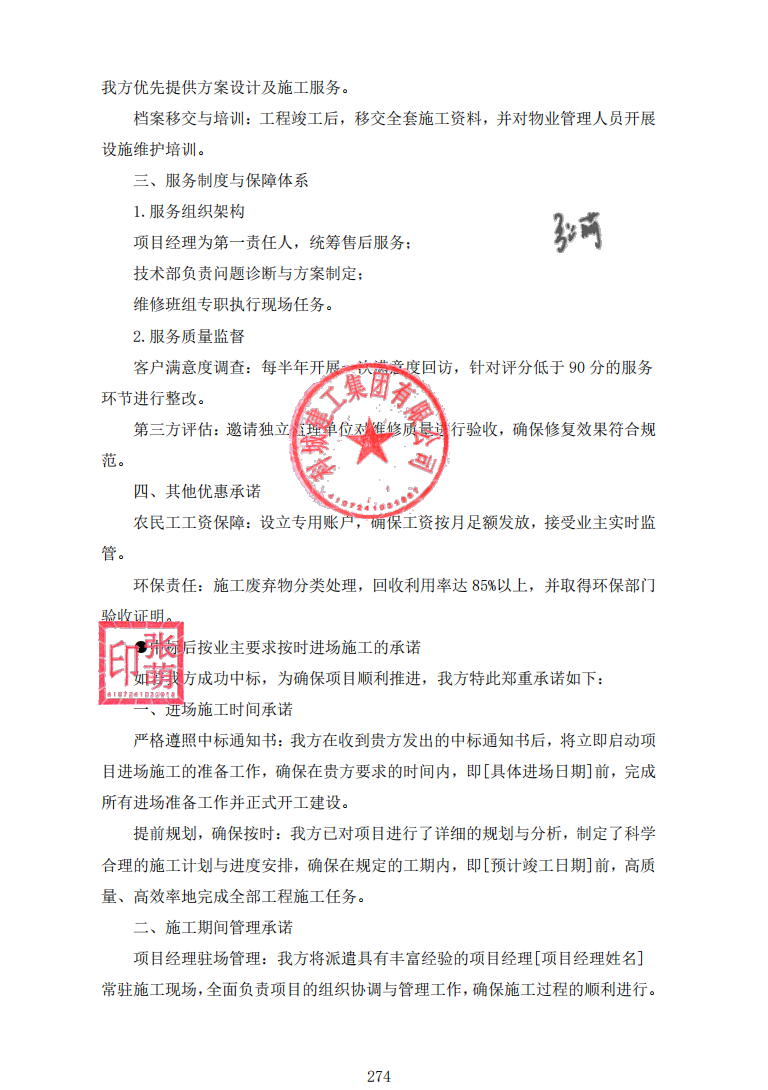 我方优先提供方案设计及施工服务。
档案移交与培训：工程竣工后，移交全套施工资料，并对物业管理人员开展
设施维护培训。
三、服务制度与保障体系
1.服务组织架构
项目经理为第一责任人，统筹售后服务；
技术部负责问题诊断与方案制定；
维修班组专职执行现场任务。
2.服务质量监督
客户满意度调查：每半年开展一次满意度回访，针对评分低于 90 分的服务
环节进行整改。
第三方评估：邀请独立监理单位对维修质量进行验收，确保修复效果符合规
范。
城建工集团有限公司
四、其他优惠承诺
农民工工资保障：设立专用账户，确保工资按月足额发放，接受业主实时监
管。
环保责任：施工废弃物分类处理，回收利用率达 85%以上，并取得环保部门
验收证明。
●中标后按业主要求按时进场施工的承诺
张萌印
如若我方成功中标，为确保项目顺利推进，我方特此郑重承诺如下：
一、进场施工时间承诺
严格遵照中标通知书：我方在收到贵方发出的中标通知书后，将立即启动项
目进场施工的准备工作，确保在贵方要求的时间内，即[具体进场日期]前，完成
所有进场准备工作并正式开工建设。
提前规划，确保按时：我方已对项目进行了详细的规划与分析，制定了科学
合理的施工计划与进度安排，确保在规定的工期内，即[预计竣工日期]前，高质
量、高效率地完成全部工程施工任务。
二、施工期间管理承诺
项目经理驻场管理：我方将派遣具有丰富经验的项目经理[项目经理姓名]
常驻施工现场，全面负责项目的组织协调与管理工作，确保施工过程的顺利进行。
274